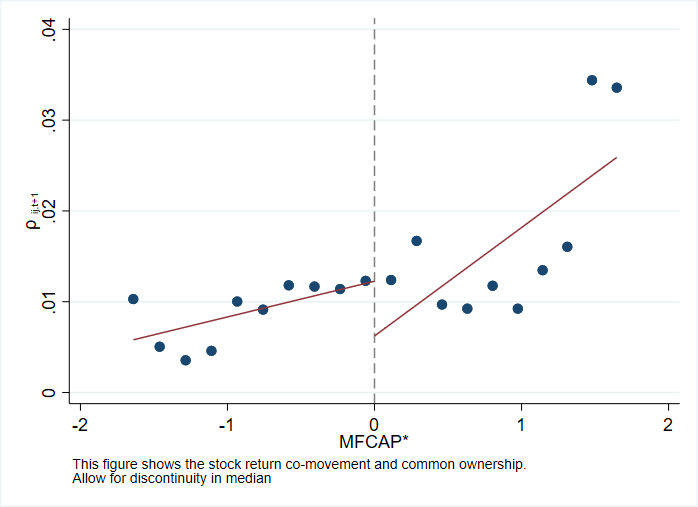 .04
.03
.02
.01
0
ρ ij,t+1
-2
-1
0
1
2
MFCAP*
This figure shows the stock return co-movement and common ownership.
Allow for discontinuity in median